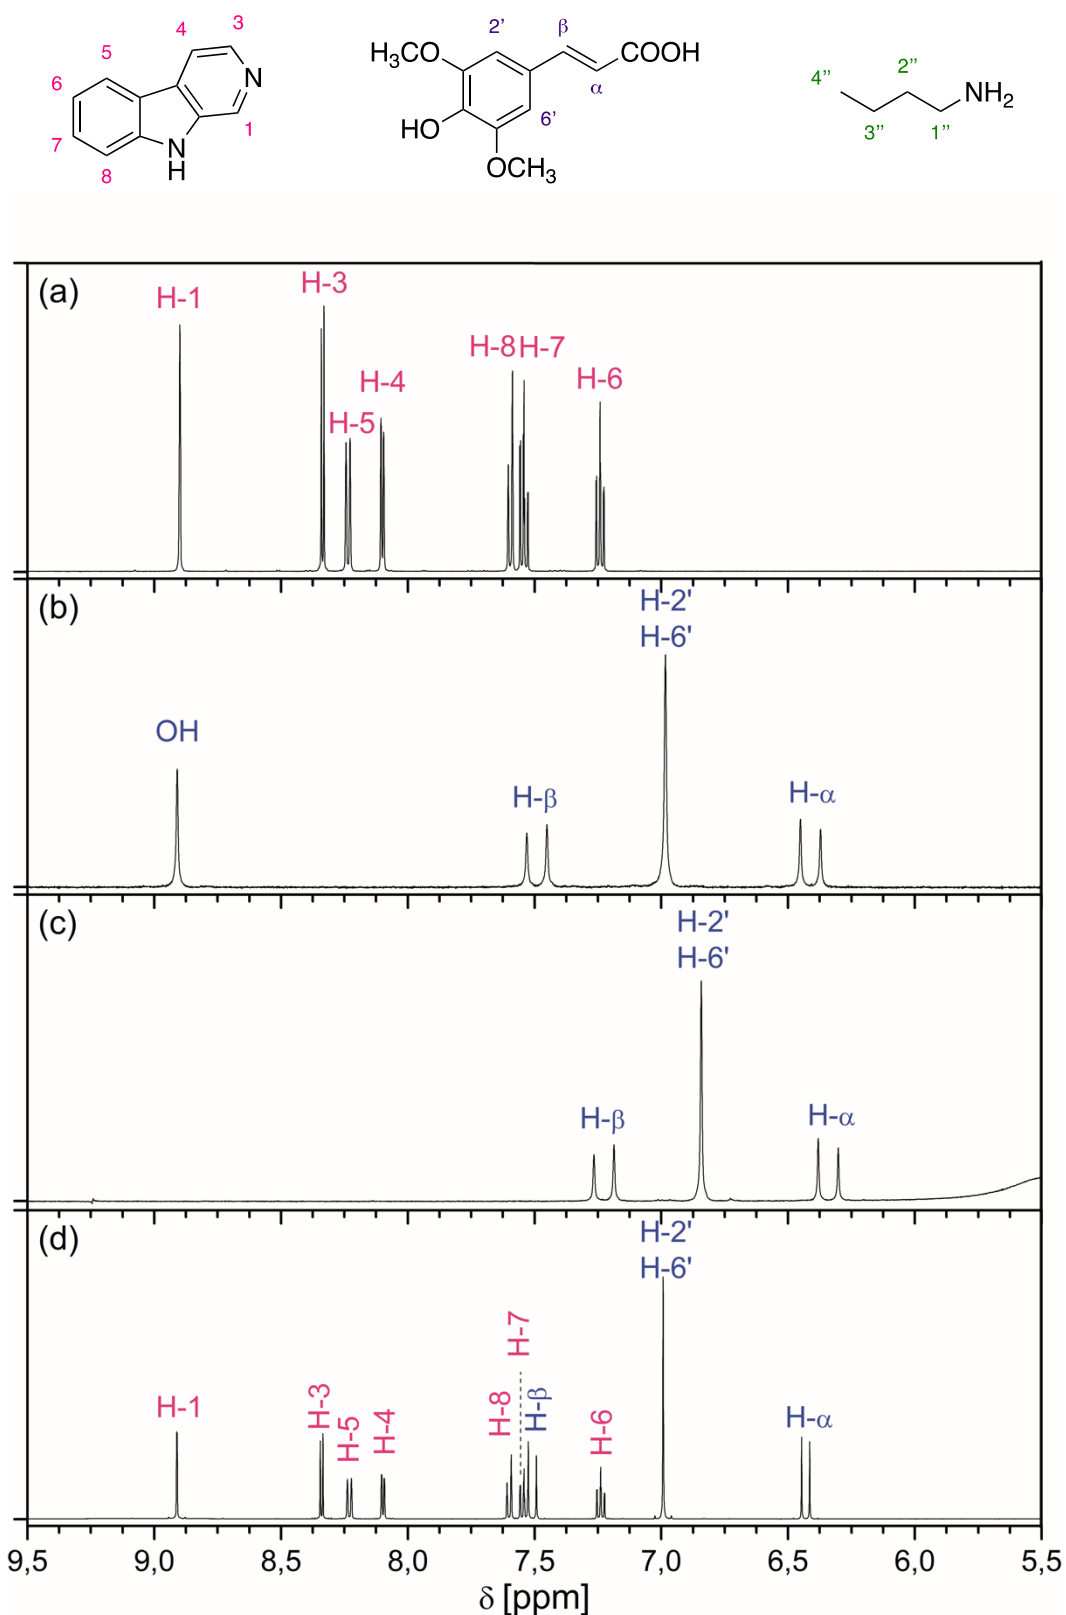 4 3
5
6
7
8
1
N
N
H
H₃CO
2’
β
COOH
α
HO
6’
OCH₃
4”
2”
NH₂
3”
1”
(a)
H-1
H-3
H-5
H-4
H-8 H-7
H-6
(b)
OH
H-β
H-2'
H-6'
H-α
(c)
H-β
H-2'
H-6'
H-α
(d)
H-1
H-3
H-5
H-4
H-8
H-7
H-β
H-6
H-2'
H-6'
H-α
9,5 9,0 8,5 8,0 7,5 7,0 6,5 6,0 5,5
δ [ppm]